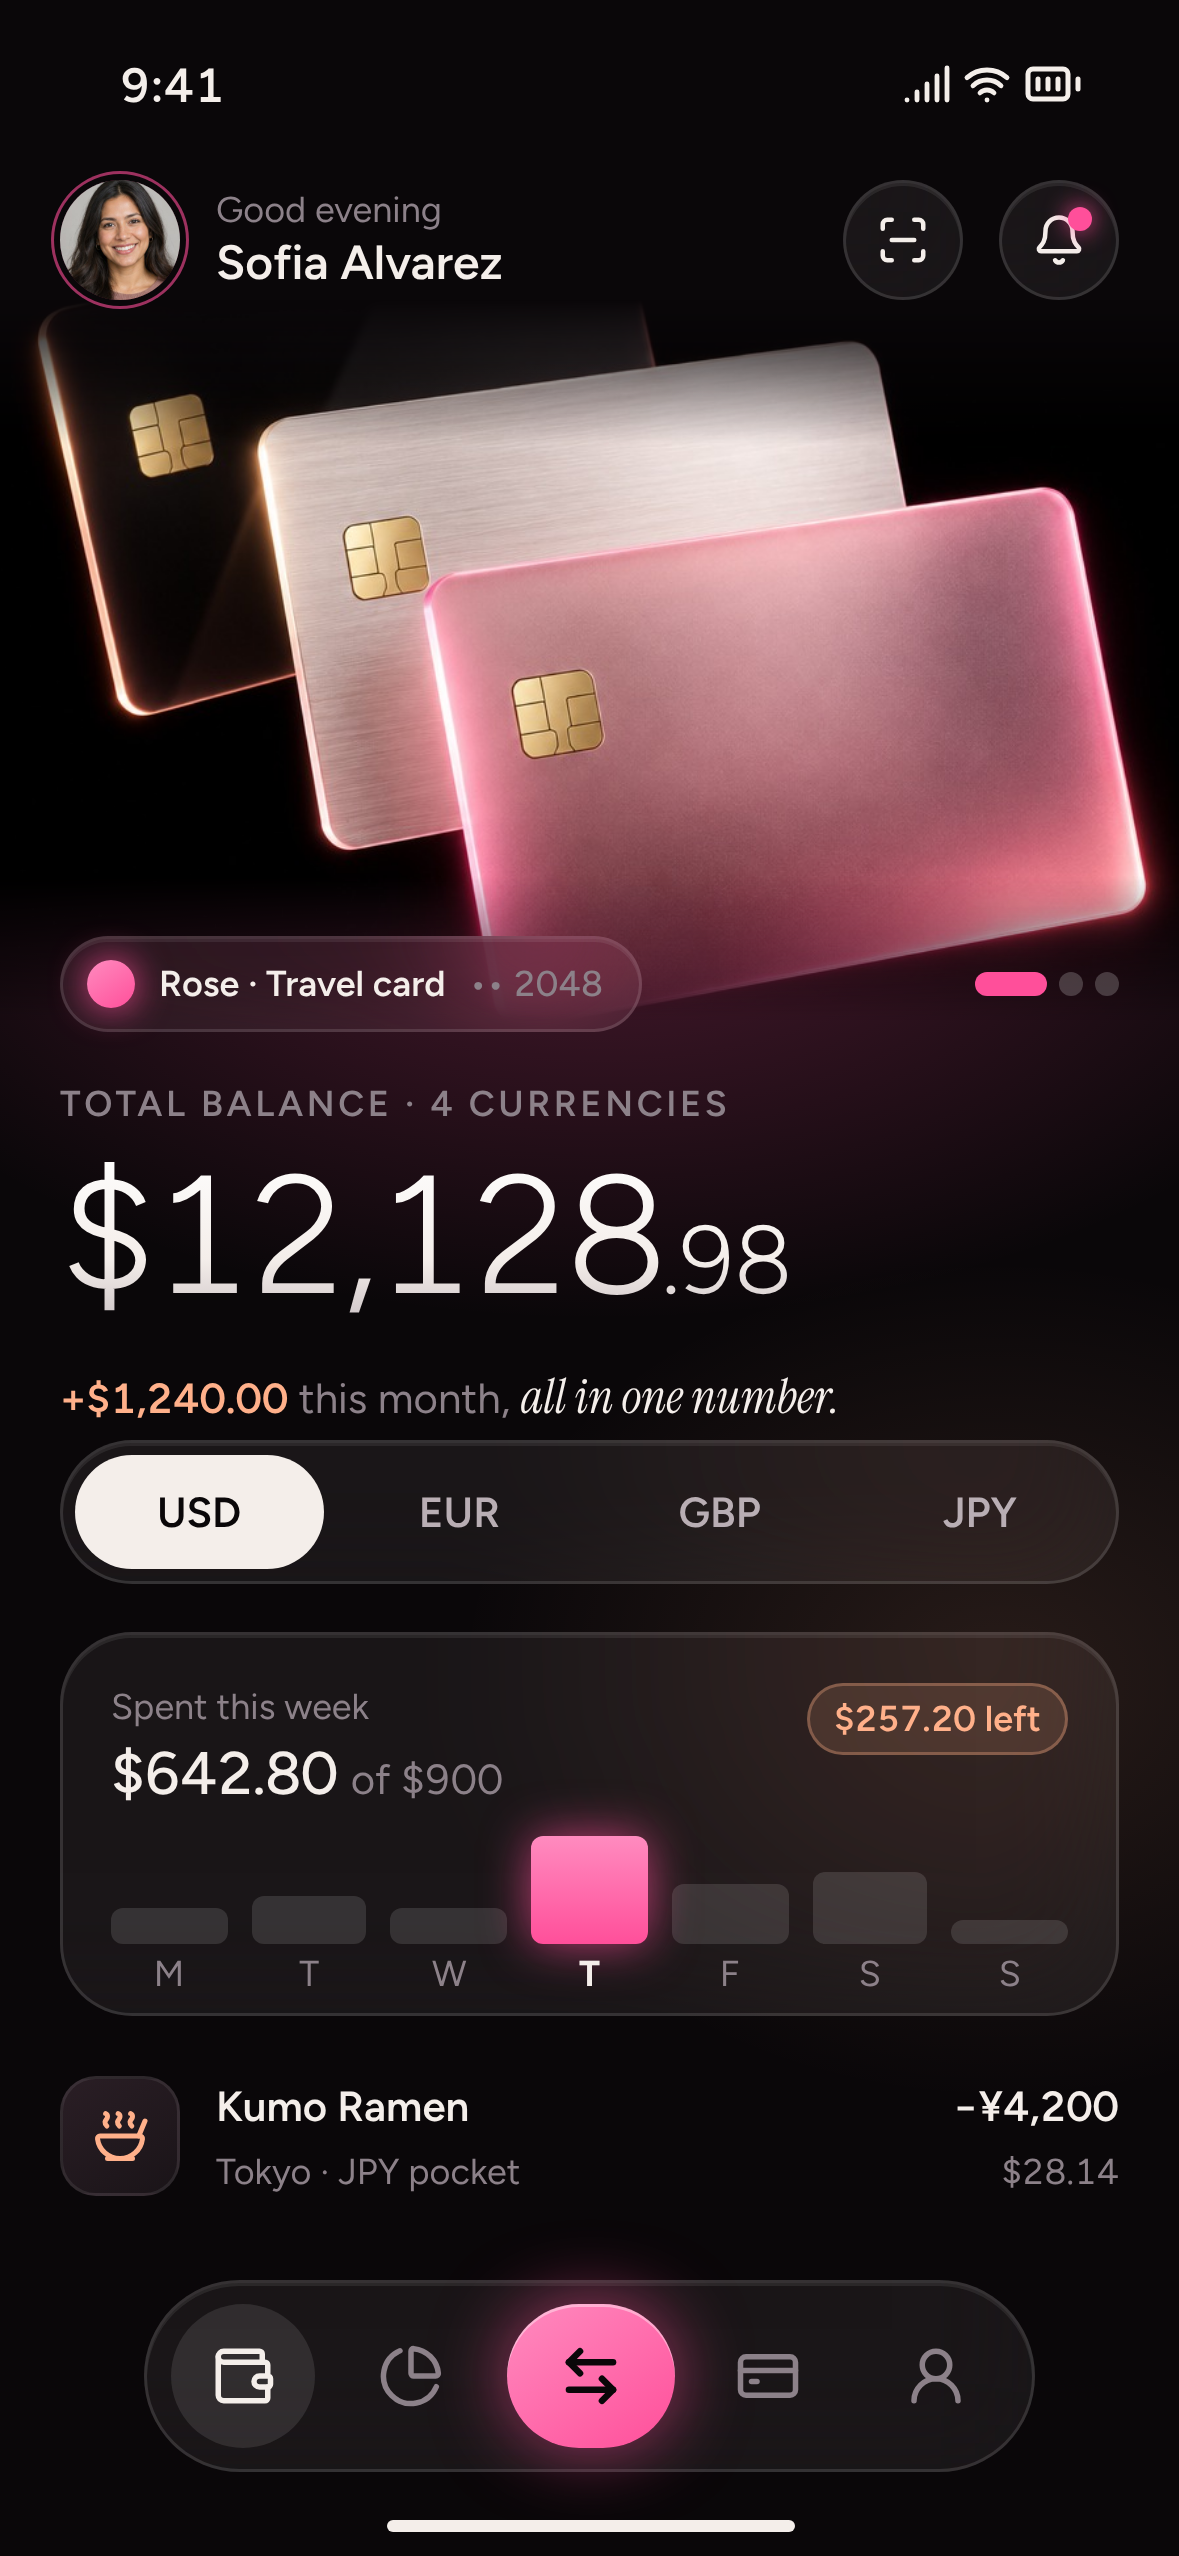 9:41
Good evening
Sofia Alvarez
Rose · Travel card •• 2048
TOTAL BALANCE · 4 CURRENCIES
$12,128.98
+$1,240.00 this month, all in one number.
USD EUR GBP JPY
Spent this week
$257.20 left
$642.80 of $900
M T W T F S S
Kumo Ramen
−¥4,200
Tokyo · JPY pocket
$28.14